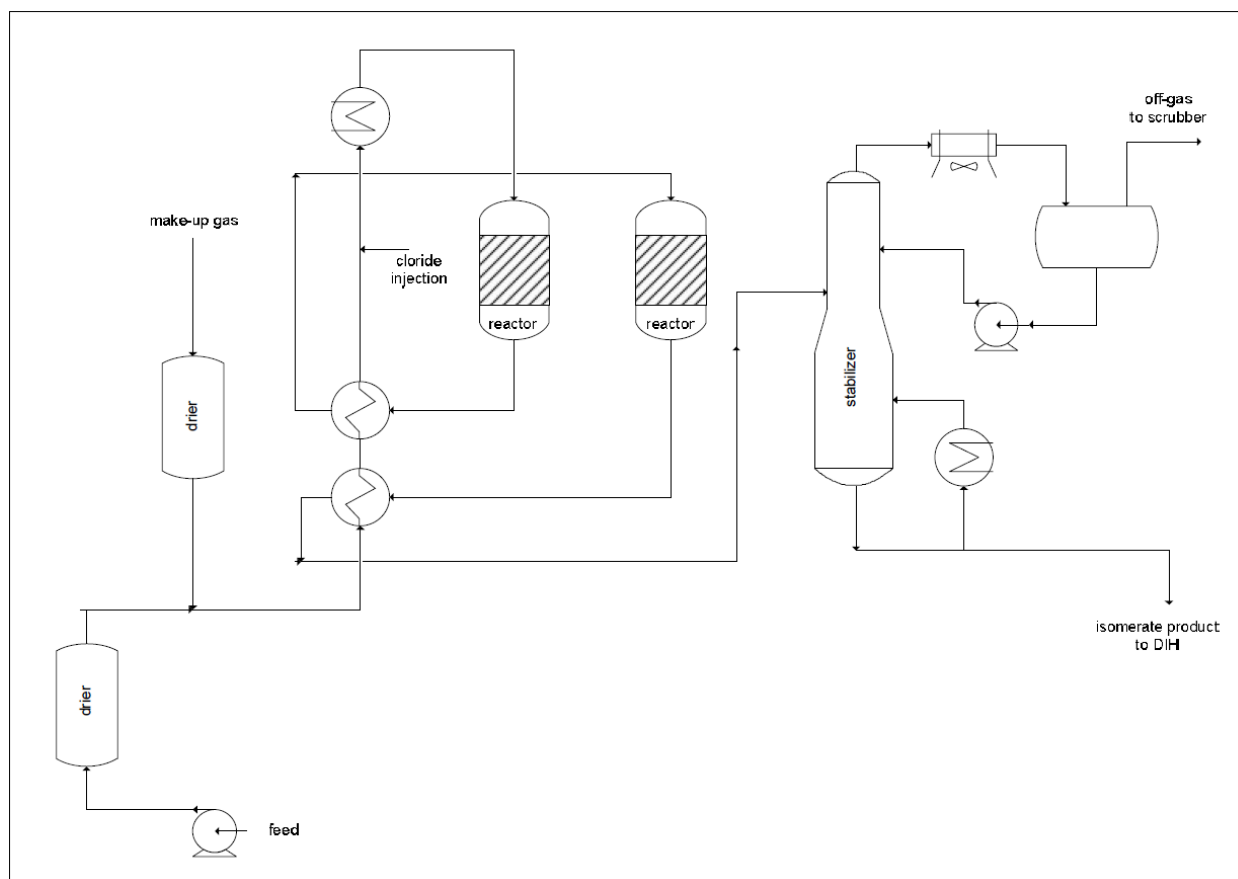 off-gas
to scrubber
make-up gas
cloride
injection
reactor
reactor
stabilizer
drier
isomerate product
to DIH
drier
feed